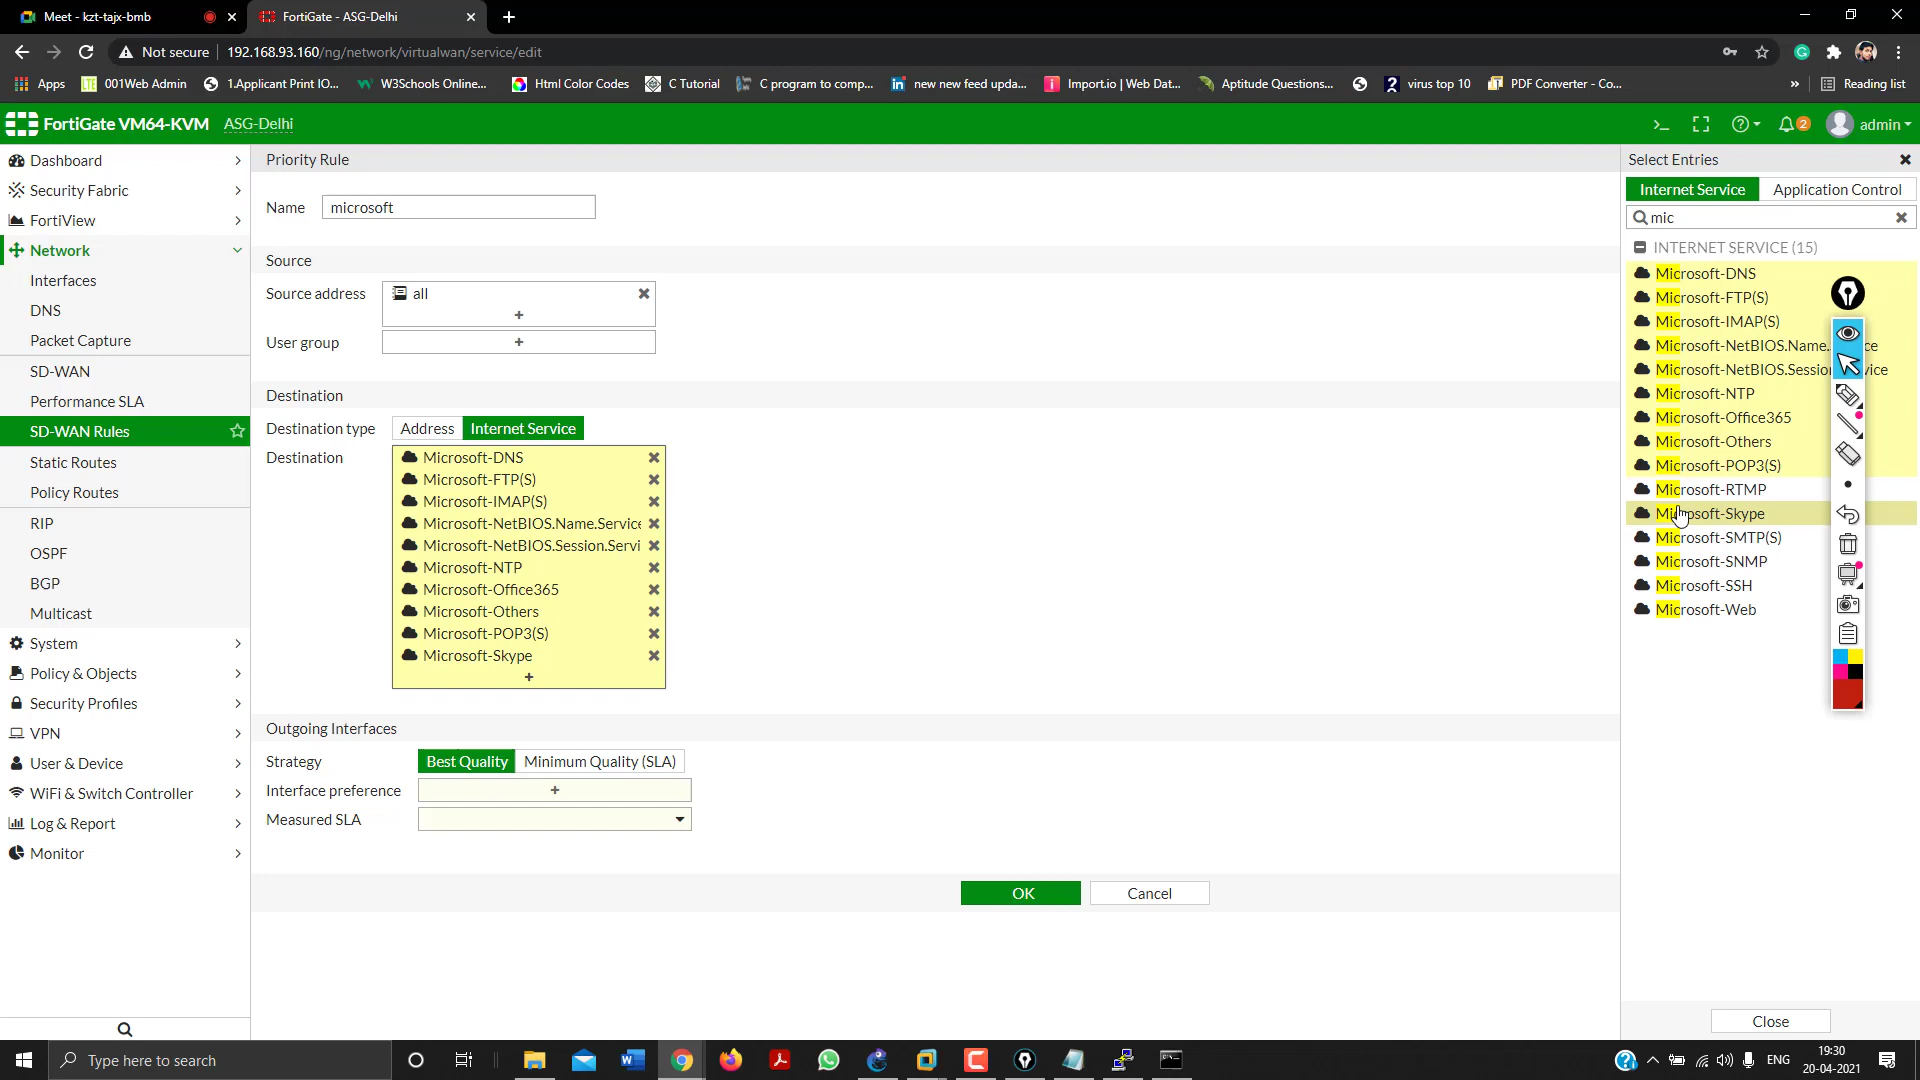 Meet - kzt-tajx-bmb
FortiGate - ASG-Delhi
Not secure
192.168.93.160/ng/network/virtualwan/service/edit
Apps
001Web Admin
1.Applicant Print IO...
W3Schools Online...
Html Color Codes
C Tutorial
C program to comp...
new new feed upda...
Import.io | Web Dat...
Aptitude Questions...
virus top 10
PDF Converter - Co...
»
Reading list
FortiGate VM64-KVM
ASG-Delhi
2
admin
Dashboard
Security Fabric
FortiView
Network
Interfaces
DNS
Packet Capture
SD-WAN
Performance SLA
SD-WAN Rules
Static Routes
Policy Routes
RIP
OSPF
BGP
Multicast
System
Policy & Objects
Security Profiles
VPN
User & Device
WiFi & Switch Controller
Log & Report
Monitor
Priority Rule
Name
microsoft
Source
Source address
all
+
User group
+
Destination
Destination type
Address
Internet Service
Destination
Microsoft-DNS
Microsoft-FTP(S)
Microsoft-IMAP(S)
Microsoft-NetBIOS.Name.Service
Microsoft-NetBIOS.Session.Servi
Microsoft-NTP
Microsoft-Office365
Microsoft-Others
Microsoft-POP3(S)
Microsoft-Skype
+
Outgoing Interfaces
Strategy
Best Quality
Minimum Quality (SLA)
Interface preference
+
Measured SLA
OK
Cancel
Select Entries
Internet Service
Application Control
mic
INTERNET SERVICE (15)
Microsoft-DNS
Microsoft-FTP(S)
Microsoft-IMAP(S)
Microsoft-NetBIOS.Name. ce
Microsoft-NetBIOS.Session vice
Microsoft-NTP
Microsoft-Office365
Microsoft-Others
Microsoft-POP3(S)
Microsoft-RTMP
Microsoft-Skype
Microsoft-SMTP(S)
Microsoft-SNMP
Microsoft-SSH
Microsoft-Web
Close
Type here to search
ENG
19:30
20-04-2021